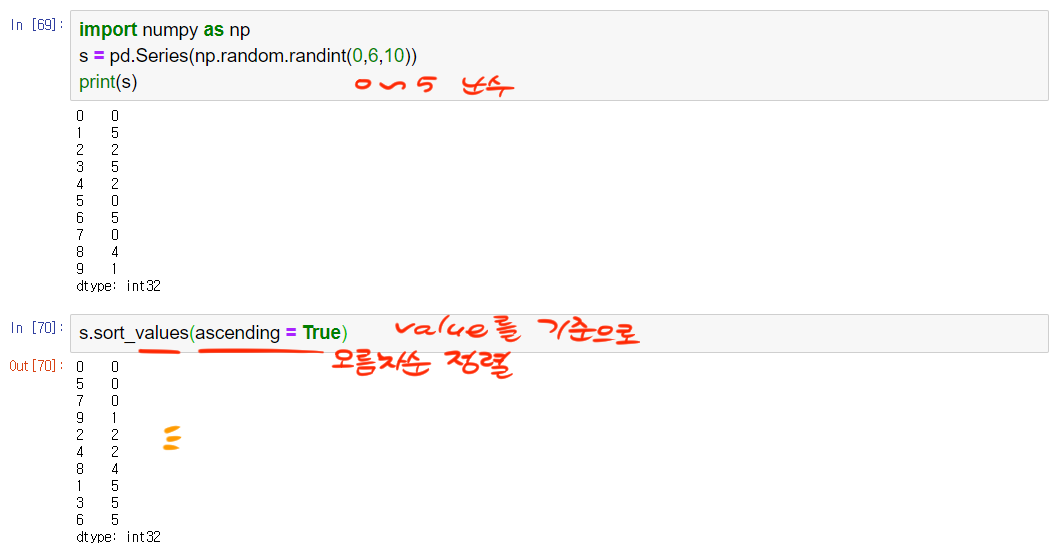 In [69]: import numpy as np
s = pd.Series(np.random.randint(0,6,10))
print(s)
0 ~ 5 난수
0 0
1 5
2 2
3 5
4 2
5 0
6 5
7 0
8 4
9 1
dtype: int32
In [70]: s.sort_values(ascending = True)
value를 기준으로
오름차순 정렬
Out[70]: 0 0
5 0
7 0
9 1
2 2
4 2
8 4
1 5
3 5
6 5
dtype: int32